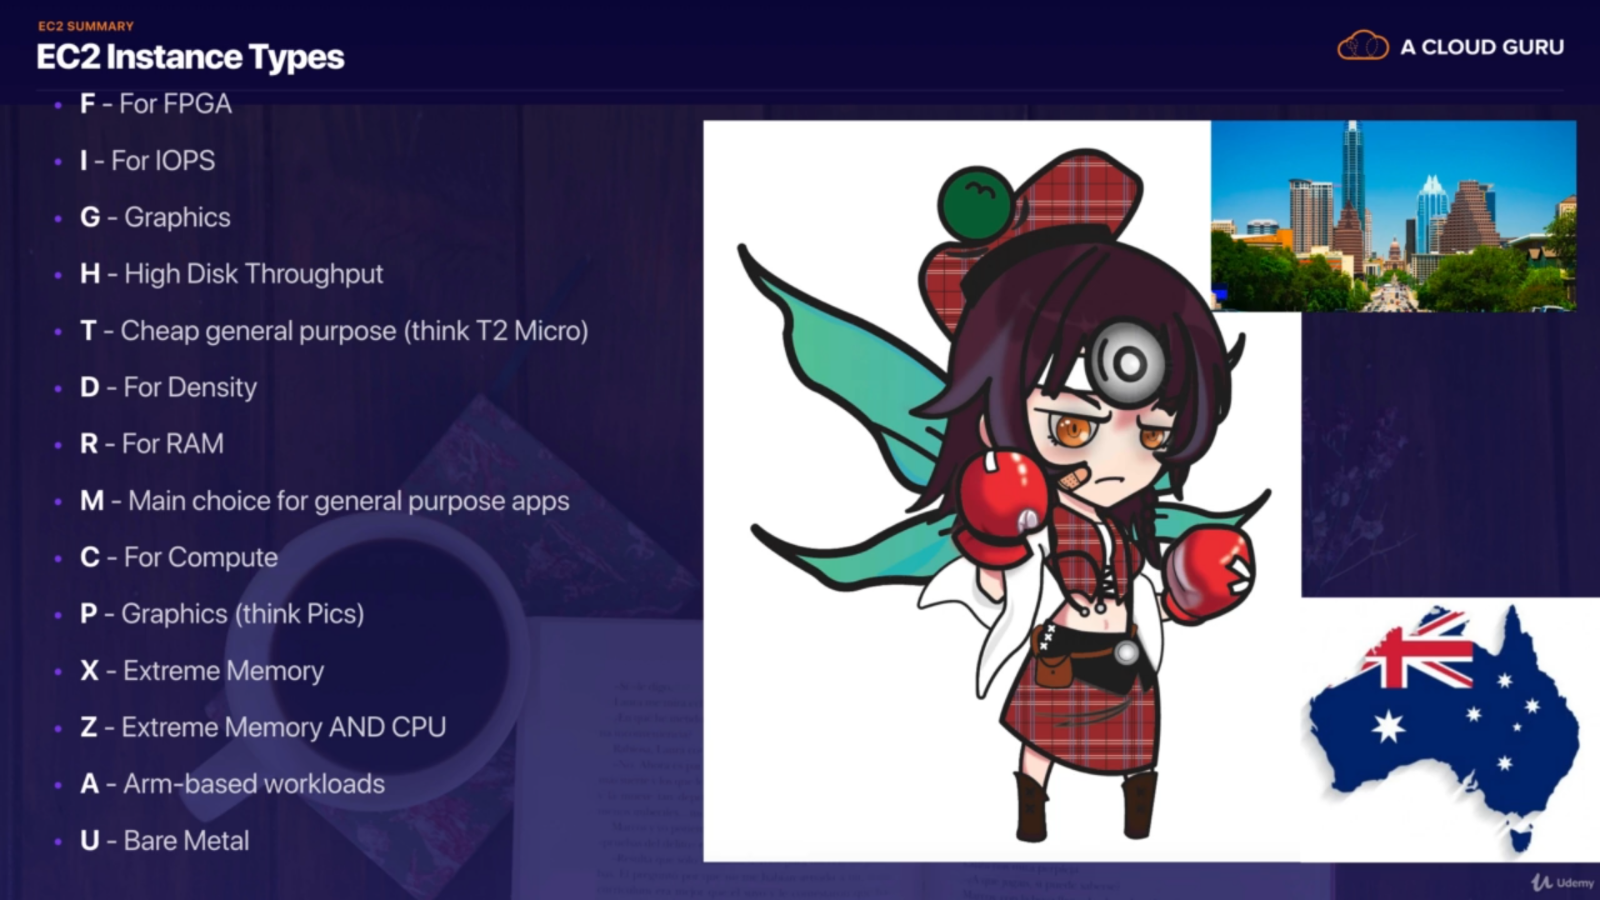 EC2 SUMMARY
EC2 Instance Types
A CLOUD GURU
• F - For FPGA
• I - For IOPS
• G - Graphics
• H - High Disk Throughput
• T - Cheap general purpose (think T2 Micro)
• D - For Density
• R - For RAM
• M - Main choice for general purpose apps
• C - For Compute
• P - Graphics (think Pics)
• X - Extreme Memory
• Z - Extreme Memory AND CPU
• A - Arm-based workloads
• U - Bare Metal
Udemy